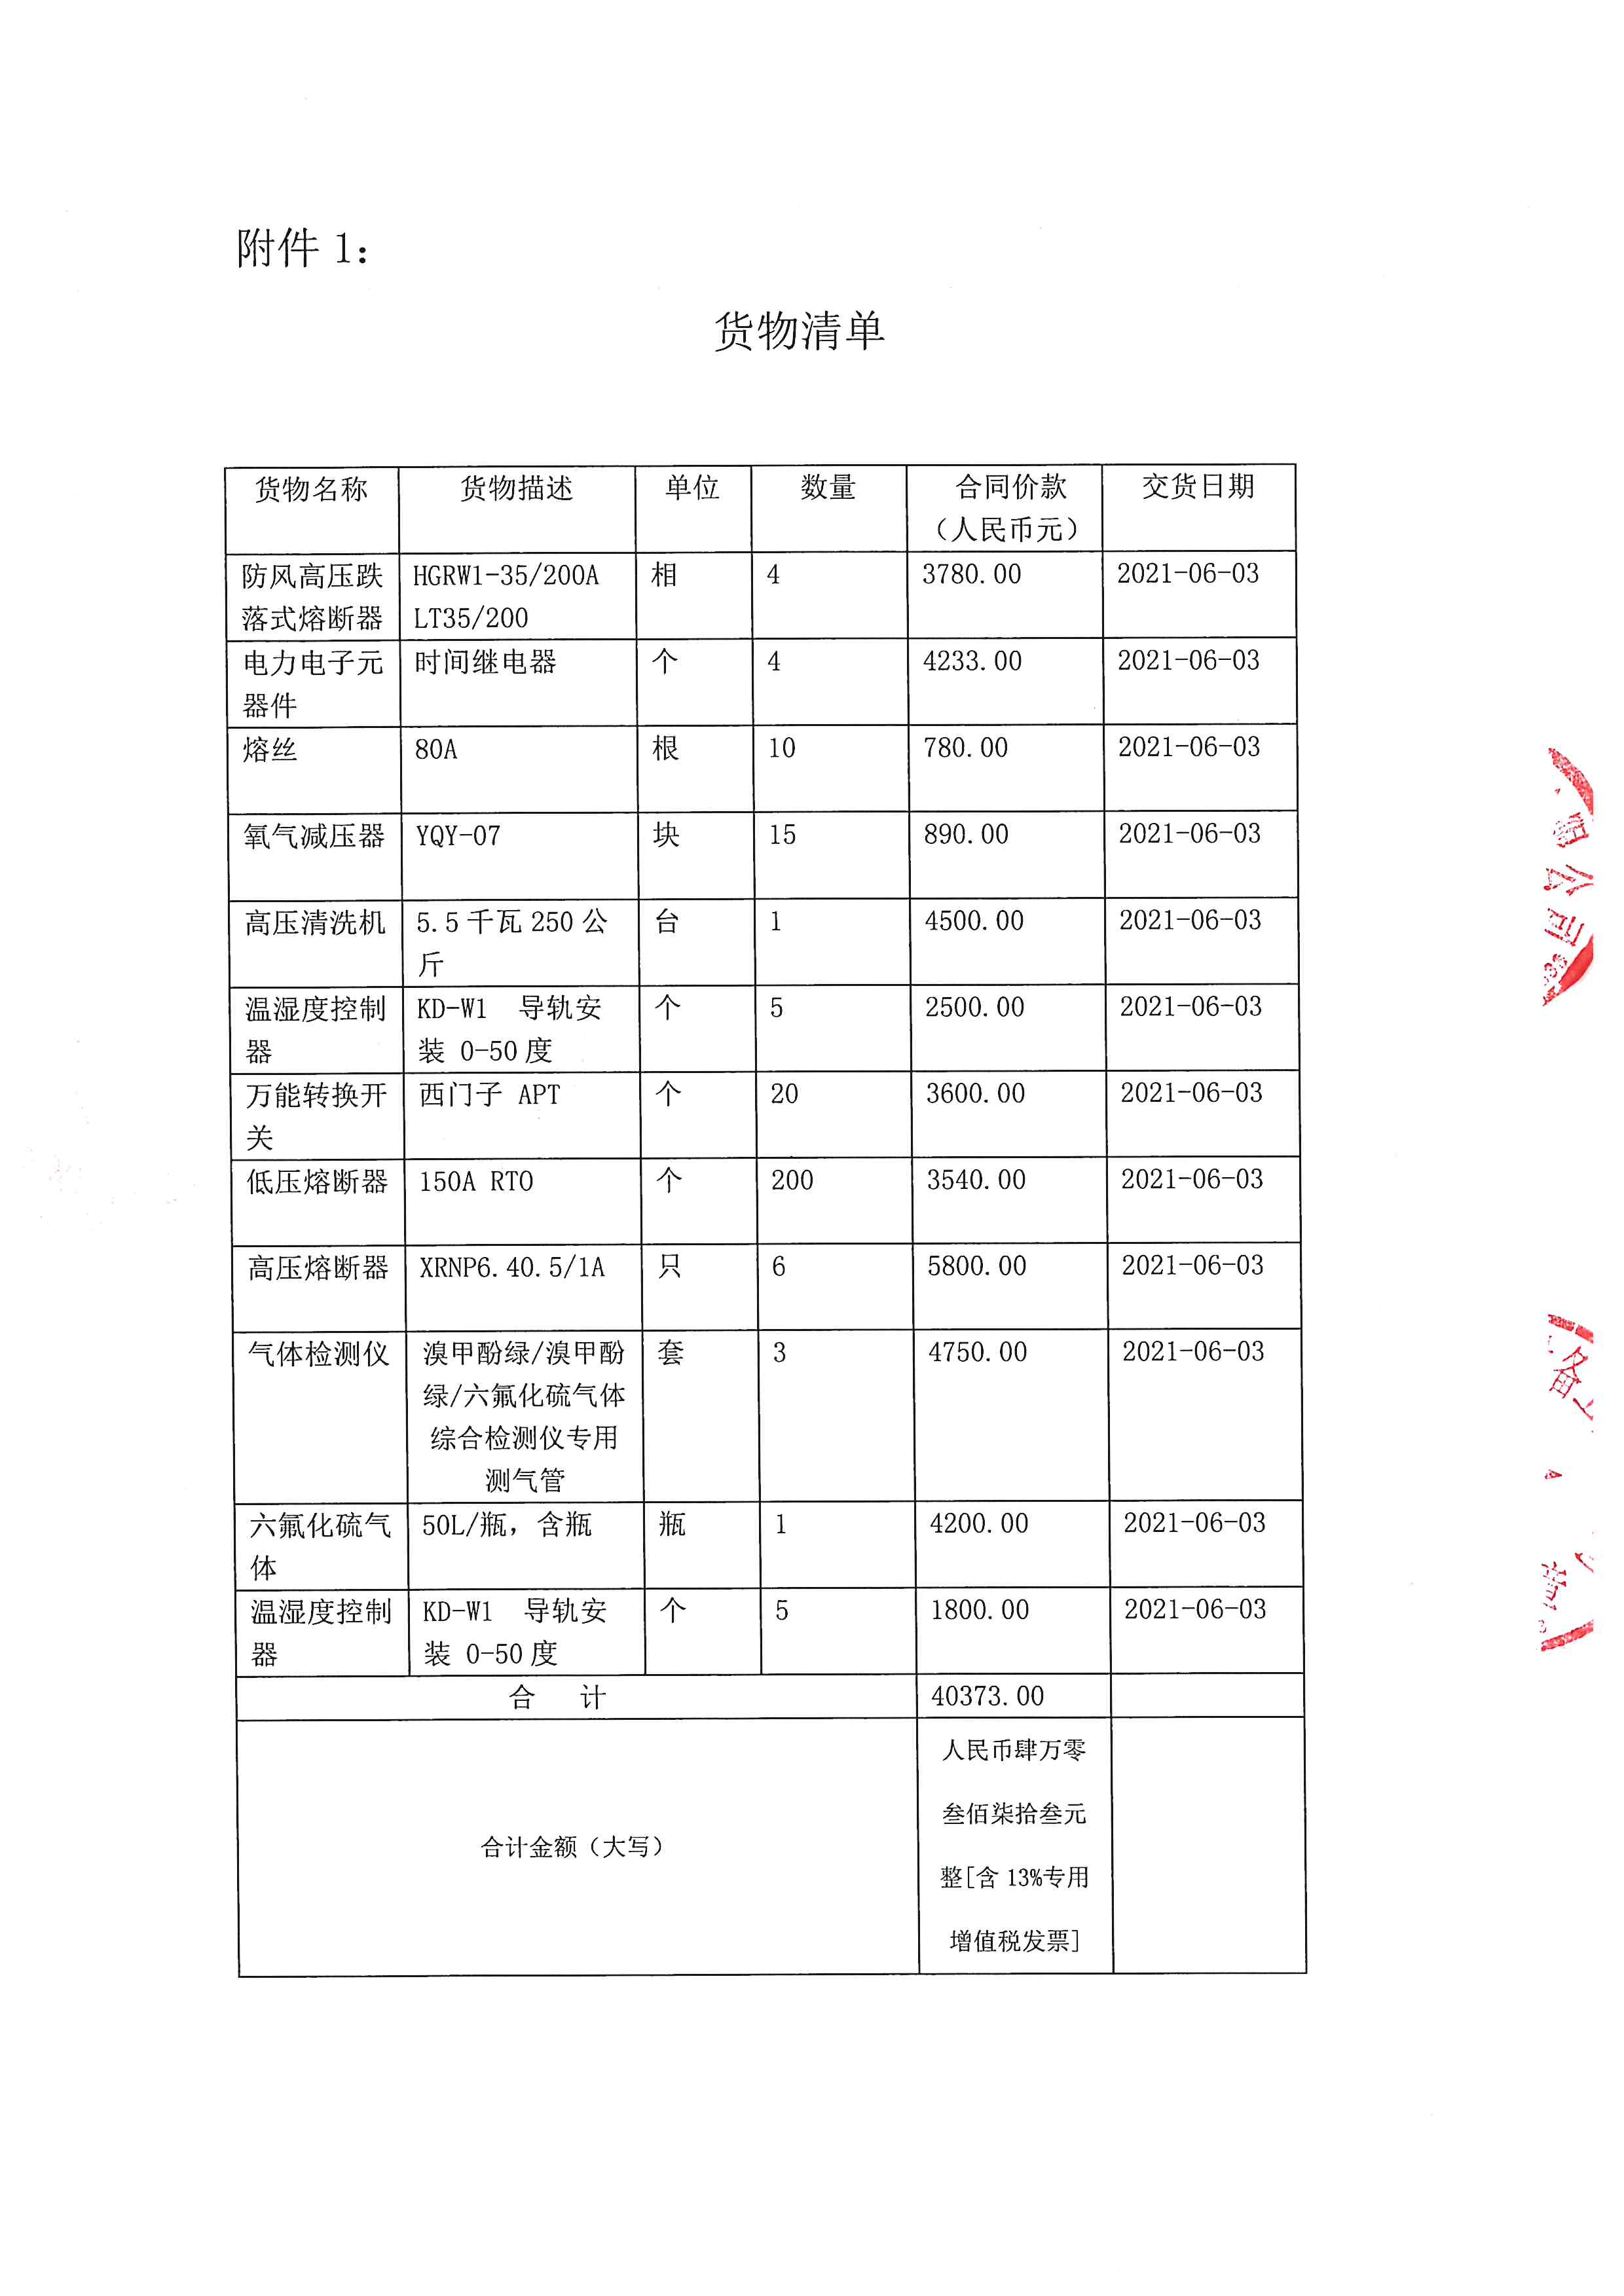 附件 1：
货物清单
货物名称 货物描述 单位 数量 合同价款 交货日期
（人民币元）
防风高压跌 HGRW1-35/200A 相 4 3780.00 2021-06-03
落式熔断器 LT35/200
电力电子元 时间继电器 个 4 4233.00 2021-06-03
器件
熔丝 80A 根 10 780.00 2021-06-03
氧气减压器 YQY-07 块 15 890.00 2021-06-03
高压清洗机 5.5 千瓦 250 公 台 1 4500.00 2021-06-03
斤
温湿度控制 KD-W1 导轨安 个 5 2500.00 2021-06-03
器 装 0-50 度
万能转换开 西门子 APT 个 20 3600.00 2021-06-03
关
低压熔断器 150A RTO 个 200 3540.00 2021-06-03
高压熔断器 XRNP6.40.5/1A 只 6 5800.00 2021-06-03
气体检测仪 溴甲酚绿/溴甲酚 套 3 4750.00 2021-06-03
绿/六氟化硫气体
综合检测仪专用
测气管
六氟化硫气 50L/瓶，含瓶 瓶 1 4200.00 2021-06-03
体
温湿度控制 KD-W1 导轨安 个 5 1800.00 2021-06-03
器 装 0-50 度
合 计 40373.00
人民币肆万零
叁佰柒拾叁元
合计金额（大写）
整[含 13%专用
增值税发票]
公司
备